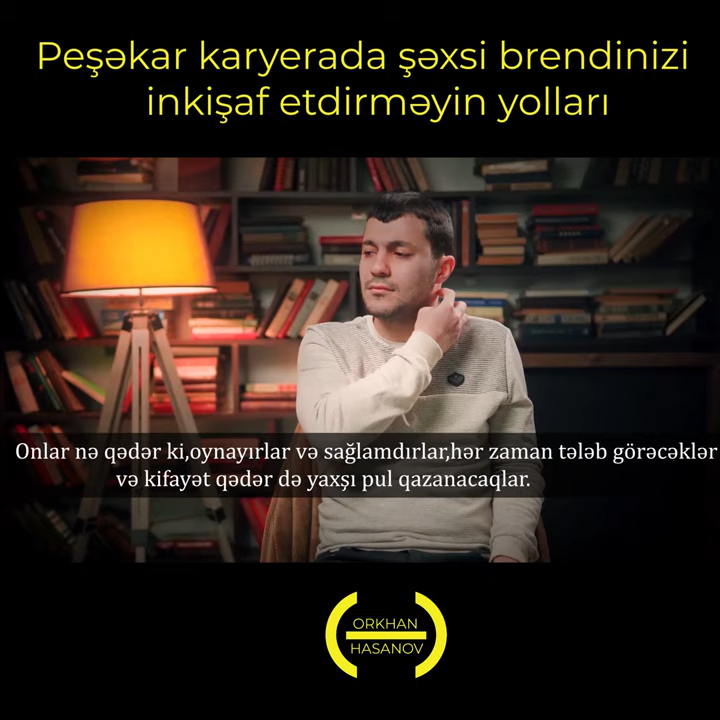 Peşəkar karyerada şəxsi brendinizi
inkişaf etdirməyin yolları
Onlar nə qədər ki,oynayırlar və sağlamdırlar,hər zaman tələb görəcəklər
və kifayət qədər də yaxşı pul qazanacaqlar.
ORKHAN
HASANOV